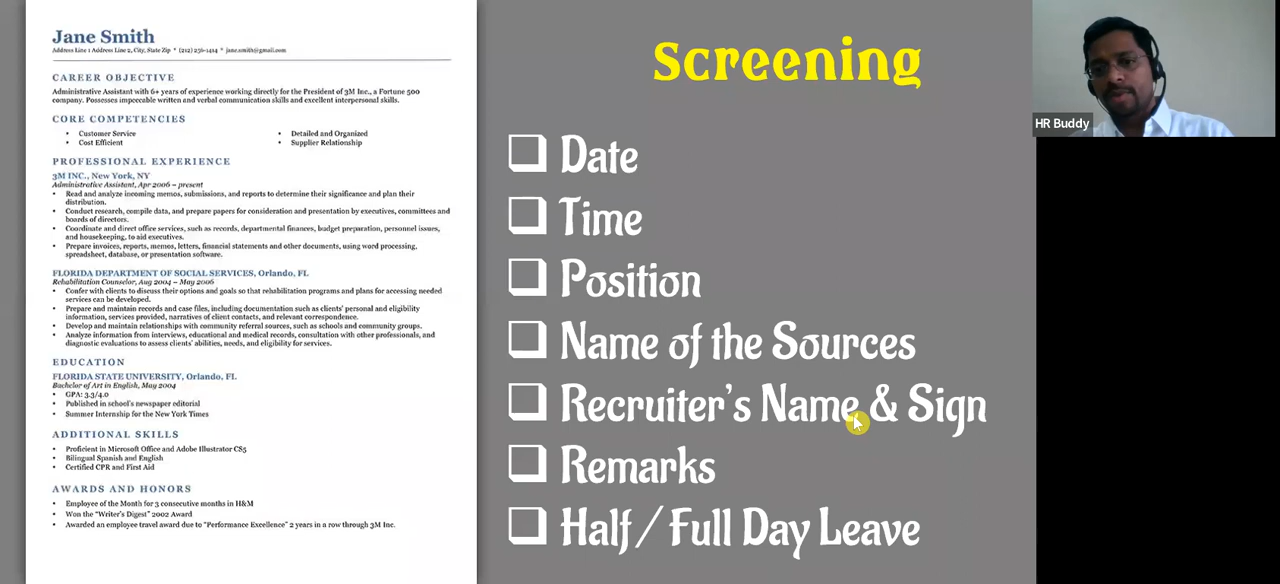 Jane Smith
Address Line 1 Address Line 2, City, State Zip * (212) 256-1414 * jane.smith@gmail.com
CAREER OBJECTIVE
Administrative Assistant with 6+ years of experience working directly for the President of 3M Inc., a Fortune 500
company. Possesses impeccable written and verbal communication skills and excellent interpersonal skills.
CORE COMPETENCIES
• Customer Service
• Cost Efficient
• Detailed and Organized
• Supplier Relationship
PROFESSIONAL EXPERIENCE
3M INC., New York, NY
Administrative Assistant, Apr 2006 – present
• Read and analyze incoming memos, submissions, and reports to determine their significance and plan their
distribution.
• Conduct research, compile data, and prepare papers for consideration and presentation by executives, committees and
boards of directors.
• Coordinate and direct office services, such as records, departmental finances, budget preparation, personnel issues,
and housekeeping, to aid executives.
• Prepare invoices, reports, memos, letters, financial statements and other documents, using word processing,
spreadsheet, database, or presentation software.
FLORIDA DEPARTMENT OF SOCIAL SERVICES, Orlando, FL
Rehabilitation Counselor, Aug 2004 – May 2006
• Confer with clients to discuss their options and goals so that rehabilitation programs and plans for accessing needed
services can be developed.
• Prepare and maintain records and case files, including documentation such as clients' personal and eligibility
information, services provided, narratives of client contacts, and relevant correspondence.
• Develop and maintain relationships with community referral sources, such as schools and community groups.
• Analyze information from interviews, educational and medical records, consultation with other professionals, and
diagnostic evaluations to assess clients' abilities, needs, and eligibility for services.
EDUCATION
FLORIDA STATE UNIVERSITY, Orlando, FL
Bachelor of Art in English, May 2004
• GPA: 3.3/4.0
• Published in school's newspaper editorial
• Summer Internship for the New York Times
ADDITIONAL SKILLS
• Proficient in Microsoft Office and Adobe Illustrator CS5
• Bilingual Spanish and English
• Certified CPR and First Aid
AWARDS AND HONORS
• Employee of the Month for 3 consecutive months in H&M
• Won the "Writer's Digest" 2002 Award
• Awarded an employee travel award due to "Performance Excellence" 2 years in a row through 3M Inc.
Screening
Date
Time
Position
Name of the Sources
Recruiter's Name & Sign
Remarks
Half / Full Day Leave
HR Buddy